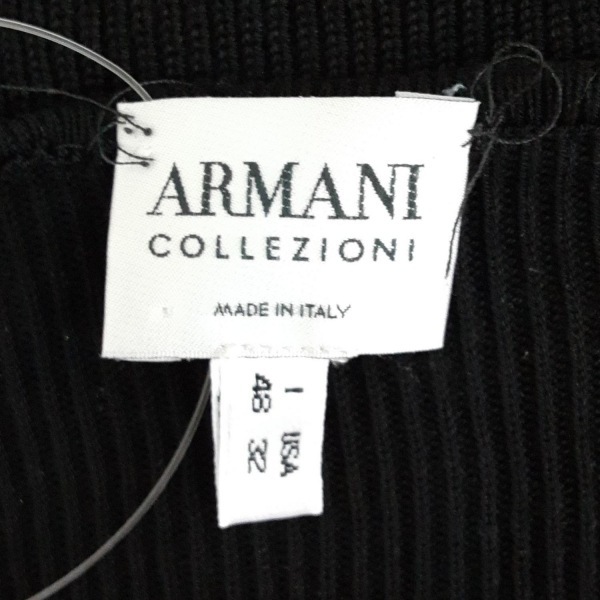 ARMANI
COLLEZIONI
MADE IN ITALY
I USA
48 32